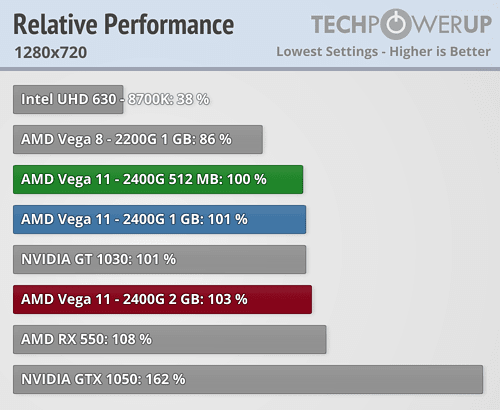 Relative Performance
TECHPOWERUP
1280x720
Lowest Settings - Higher is Better
Intel UHD 630 - 8700K: 38 %
AMD Vega 8 - 2200G 1 GB: 86 %
AMD Vega 11 - 2400G 512 MB: 100 %
AMD Vega 11 - 2400G 1 GB: 101 %
NVIDIA GT 1030: 101 %
AMD Vega 11 - 2400G 2 GB: 103 %
AMD RX 550: 108 %
NVIDIA GTX 1050: 162 %